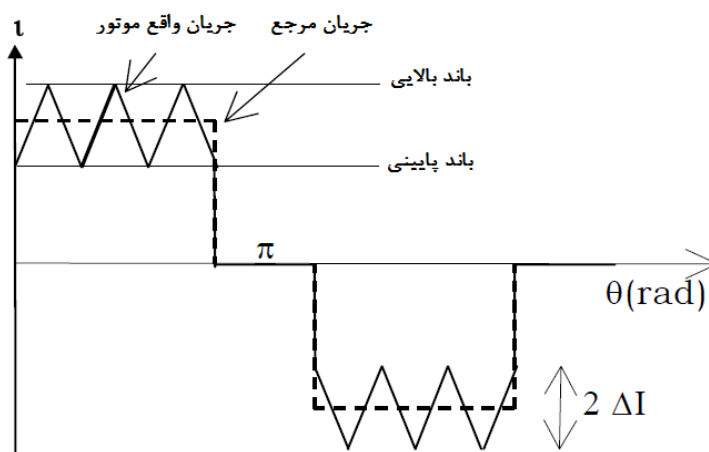 جریان مرجع
جریان واقع موتور
ι
باند بالایی
باند پایینی
π
θ(rad)
2 ΔI